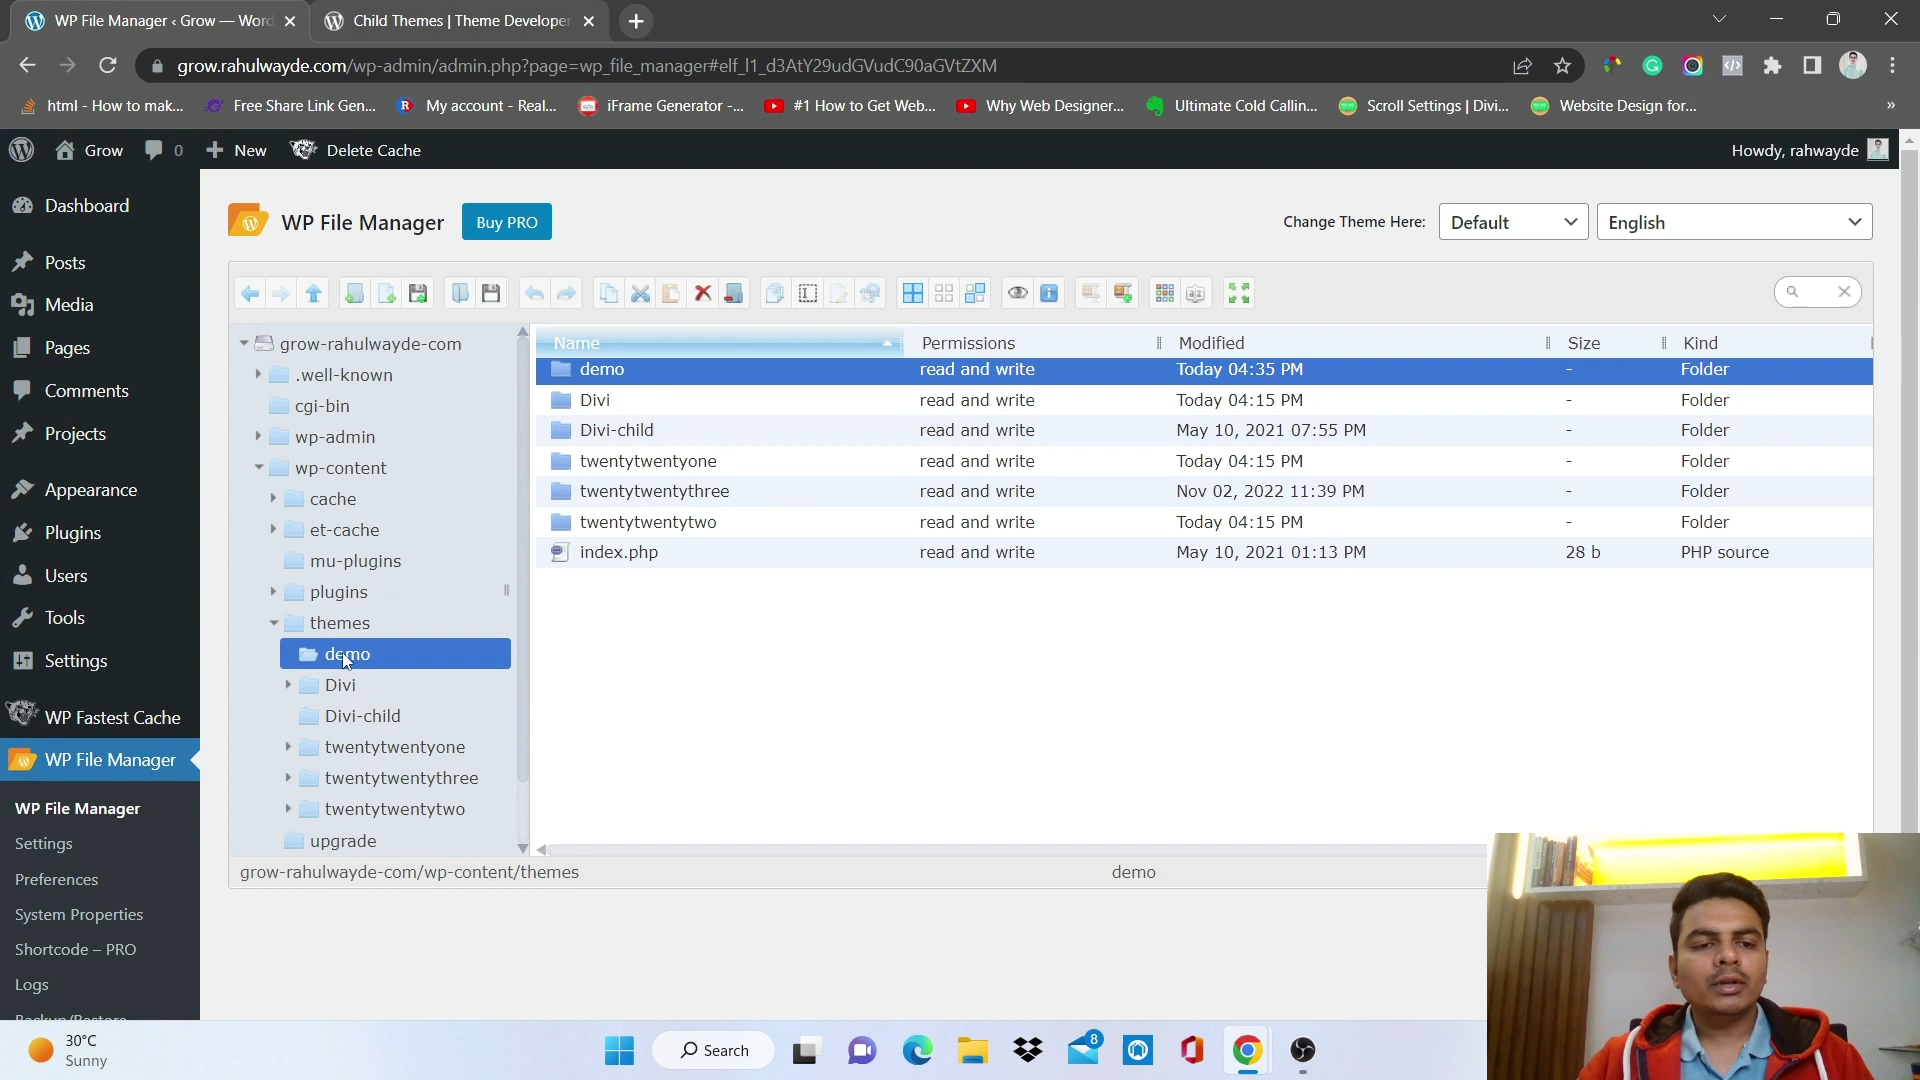 WP File Manager ‹ Grow — Word
Child Themes | Theme Developer
grow.rahulwayde.com/wp-admin/admin.php?page=wp_file_manager#elf_l1_d3AtY29udGVudC90aGVtZXM
html - How to mak...
Free Share Link Gen...
My account - Real...
iFrame Generator -...
#1 How to Get Web...
Why Web Designer...
Ultimate Cold Callin...
Scroll Settings | Divi...
Website Design for...
»
Grow
0
New
Delete Cache
Howdy, rahwayde
Dashboard
Posts
Media
Pages
Comments
Projects
Appearance
Plugins
Users
Tools
Settings
WP Fastest Cache
WP File Manager
WP File Manager
Settings
Preferences
System Properties
Shortcode – PRO
Logs
Backup/Restore
WP File Manager
Buy PRO
Change Theme Here:
Default
English
grow-rahulwayde-com
.well-known
cgi-bin
wp-admin
wp-content
cache
et-cache
mu-plugins
plugins
themes
demo
Divi
Divi-child
twentytwentyone
twentytwentythree
twentytwentytwo
upgrade
Name Permissions Modified Size Kind
demo read and write Today 04:35 PM - Folder
Divi read and write Today 04:15 PM - Folder
Divi-child read and write May 10, 2021 07:55 PM - Folder
twentytwentyone read and write Today 04:15 PM - Folder
twentytwentythree read and write Nov 02, 2022 11:39 PM - Folder
twentytwentytwo read and write Today 04:15 PM - Folder
index.php read and write May 10, 2021 01:13 PM 28 b PHP source
grow-rahulwayde-com/wp-content/themes
demo
30°C
Sunny
Search
8